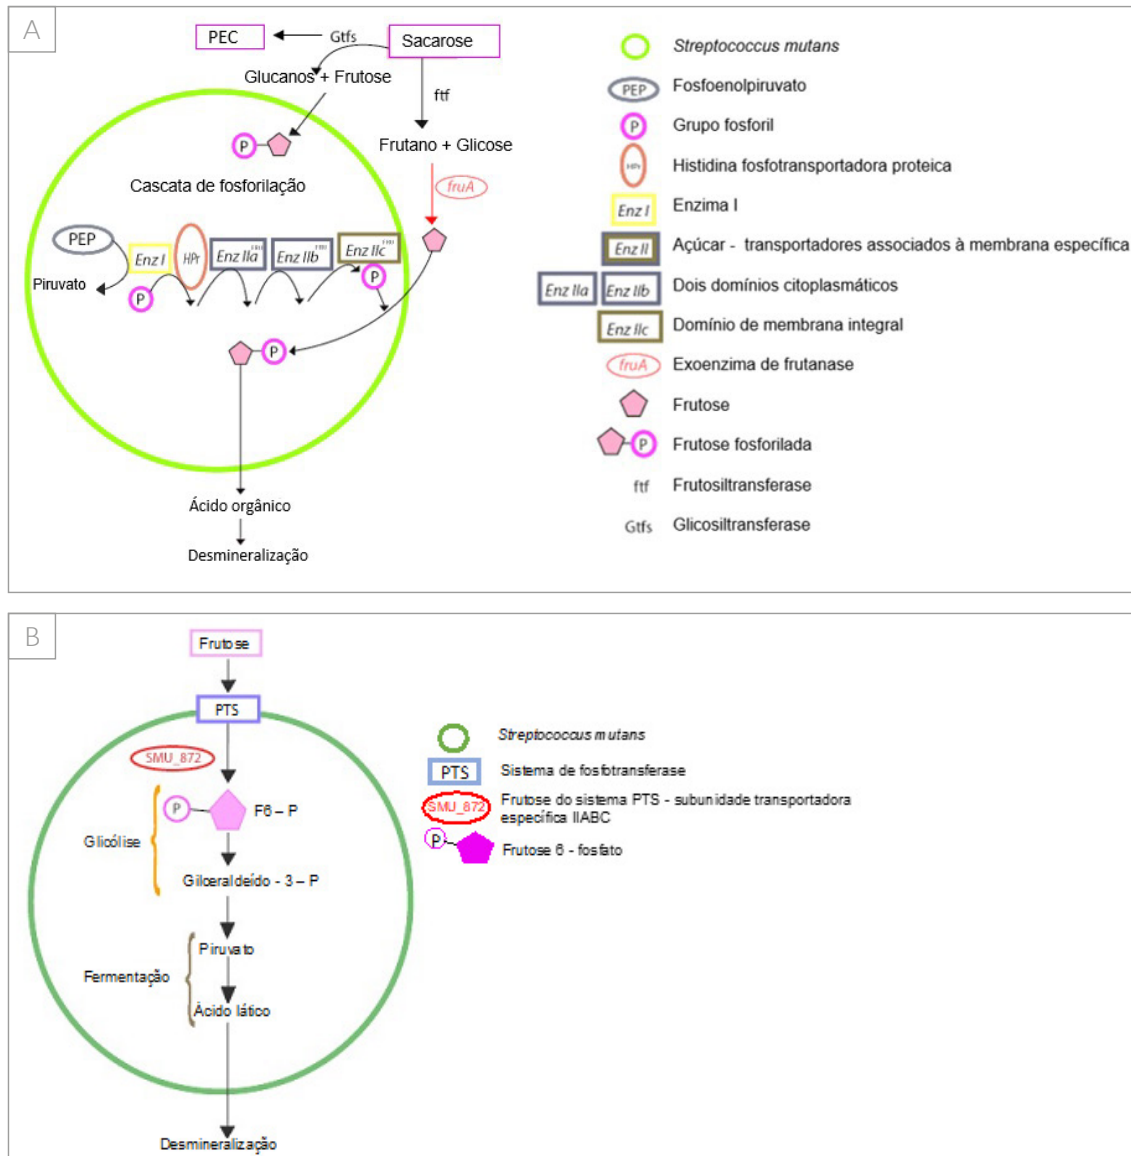 A
PEC
Gtfs
Sacarose
Glucanos + Frutose
ftf
P
Frutano + Glicose
Cascata de fosforilação
fruA
PEP
Enz I
HPr
Enz IIa fru
Enz IIb fru
Enz IIc fru
Piruvato
P
P
P
Ácido orgânico
Desmineralização
Streptococcus mutans
PEP
Fosfoenolpiruvato
P
Grupo fosforil
HPr
Histidina fosfotransportadora proteica
Enz I
Enzima I
Enz II
Açúcar - transportadores associados à membrana específica
Enz IIa
Enz IIb
Dois domínios citoplasmáticos
Enz IIc
Domínio de membrana integral
fruA
Exoenzima de frutanase
Frutose
P
Frutose fosforilada
ftf
Frutosiltransferase
Gtfs
Glicosiltransferase
B
Frutose
PTS
SMU_872
P
F6 – P
Glicólise
Gilceraldeído - 3 – P
Piruvato
Fermentação
Ácido lático
Desmineralização
Streptococcus mutans
PTS
Sistema de fosfotransferase
SMU_872
Frutose do sistema PTS - subunidade transportadora
específica IIABC
P
Frutose 6 - fosfato